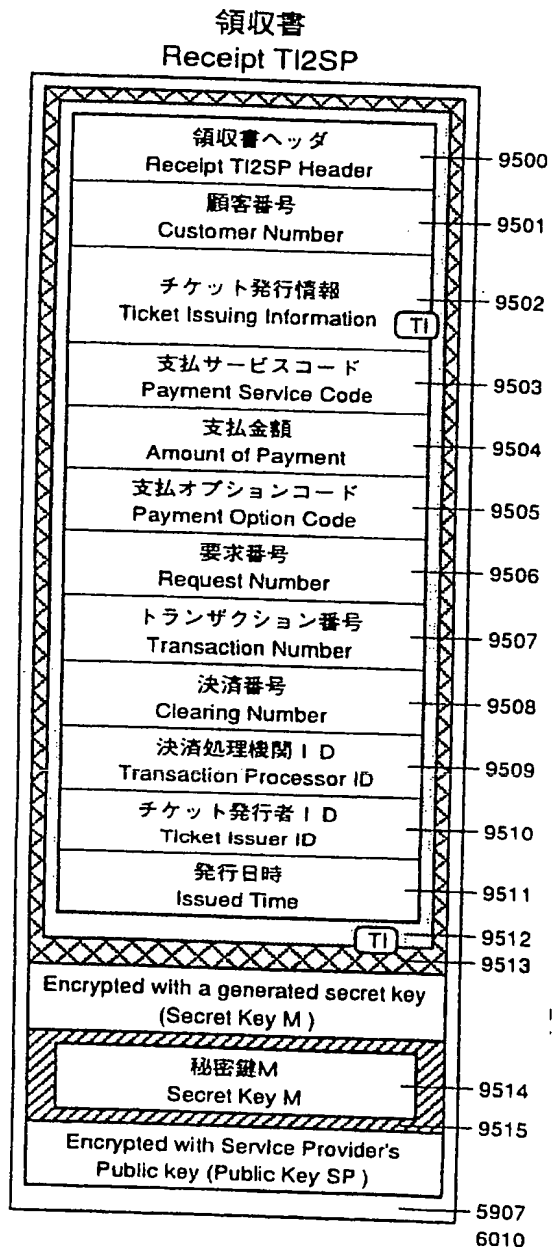 領収書
Receipt TI2SP
領収書ヘッダ
Receipt TI2SP Header
9500
顧客番号
Customer Number
9501
チケット発行情報
Ticket Issuing Information
TI
9502
支払サービスコード
Payment Service Code
9503
支払金額
Amount of Payment
9504
支払オプションコード
Payment Option Code
9505
要求番号
Request Number
9506
トランザクション番号
Transaction Number
9507
決済番号
Clearing Number
9508
決済処理機関ID
Transaction Processor ID
9509
チケット発行者ID
Ticket Issuer ID
9510
発行日時
Issued Time
9511
TI
9512
9513
Encrypted with a generated secret key
(Secret Key M )
秘密鍵M
Secret Key M
9514
9515
Encrypted with Service Provider's
Public key (Public Key SP )
5907
6010